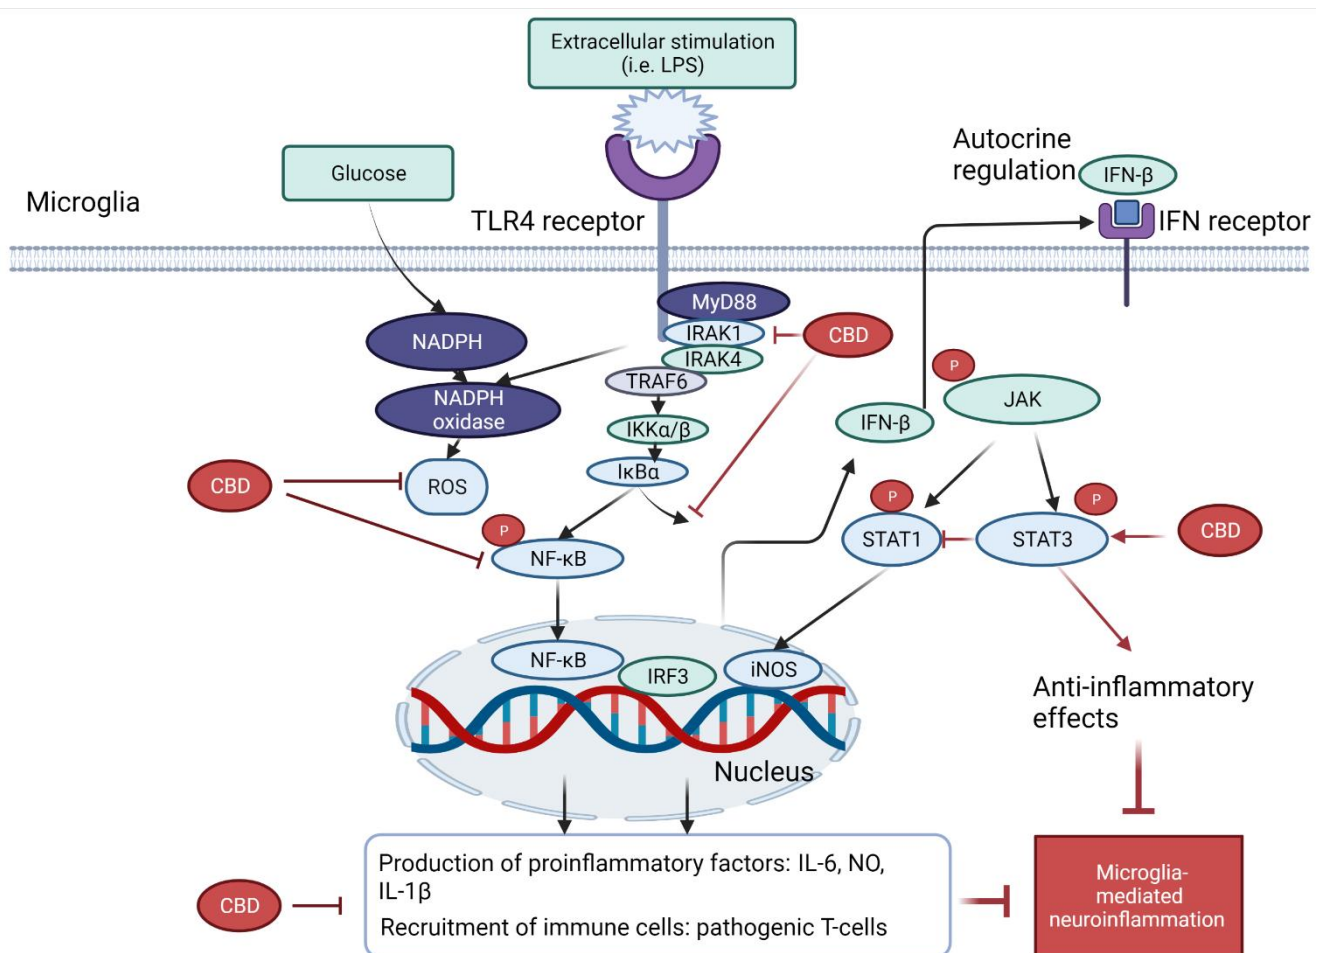 Extracellular stimulation
(i.e. LPS)
Glucose
Microglia
TLR4 receptor
Autocrine
regulation
IFN-β
IFN receptor
MyD88
IRAK1
IRAK4
TRAF6
CBD
NADPH
NADPH
oxidase
IKKα/β
IκBα
ROS
CBD
P
NF-κB
IFN-β
P
JAK
P
STAT1
P
STAT3
CBD
NF-κB
IRF3
iNOS
Nucleus
Anti-inflammatory
effects
Production of proinflammatory factors: IL-6, NO,
IL-1β
Recruitment of immune cells: pathogenic T-cells
CBD
Microglia-
mediated
neuroinflammation